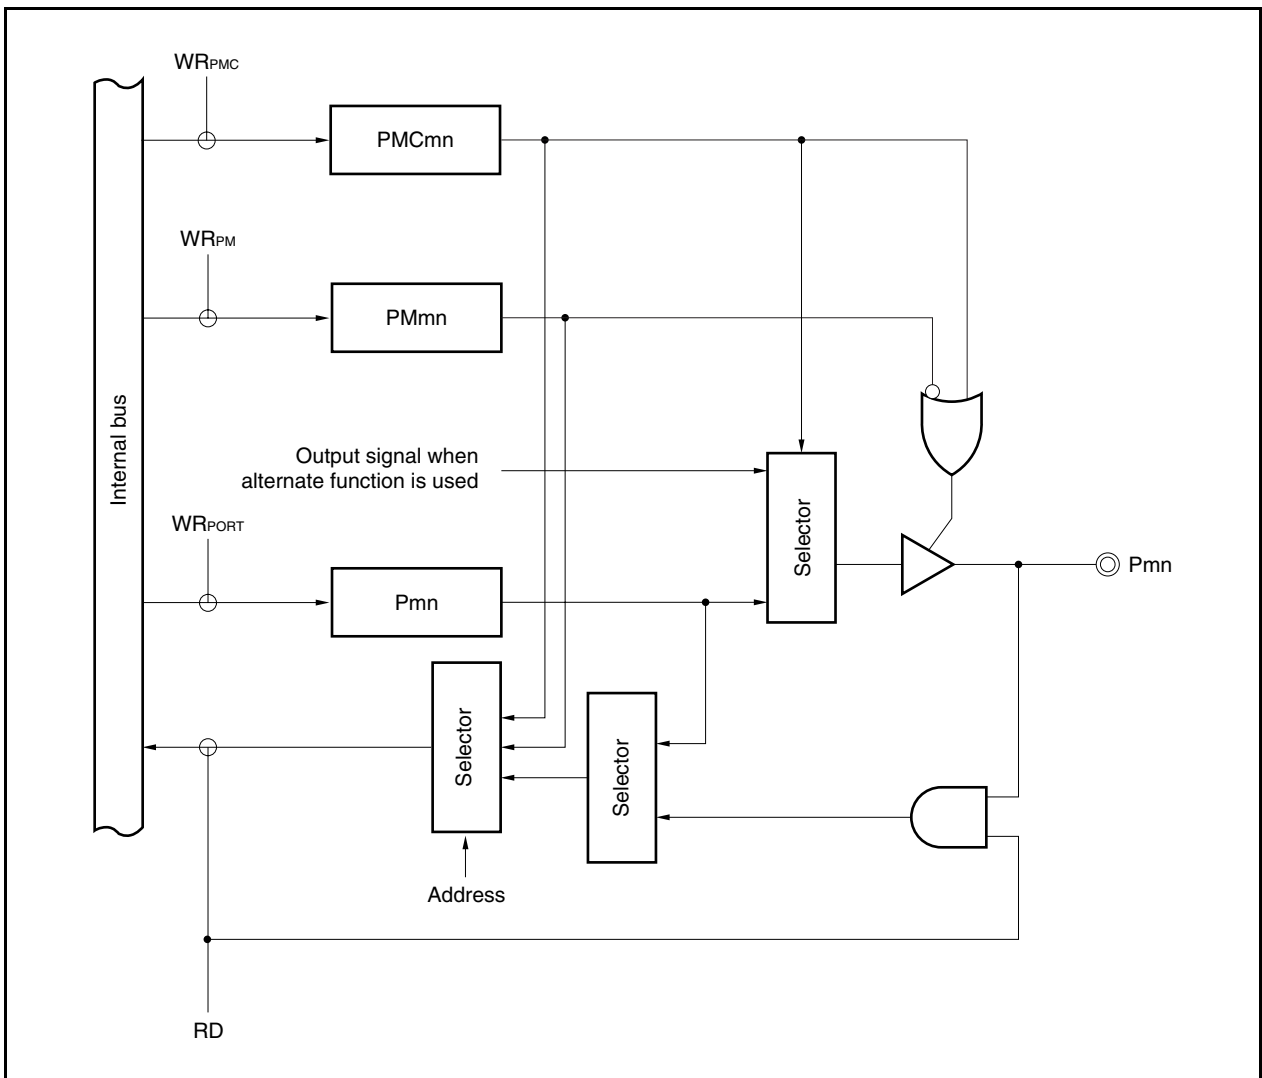 WRPMC
PMCmn
WRPM
PMmn
Internal bus
Output signal when
alternate function is used
Selector
WRPORT
Pmn
Pmn
Selector
Selector
Address
RD